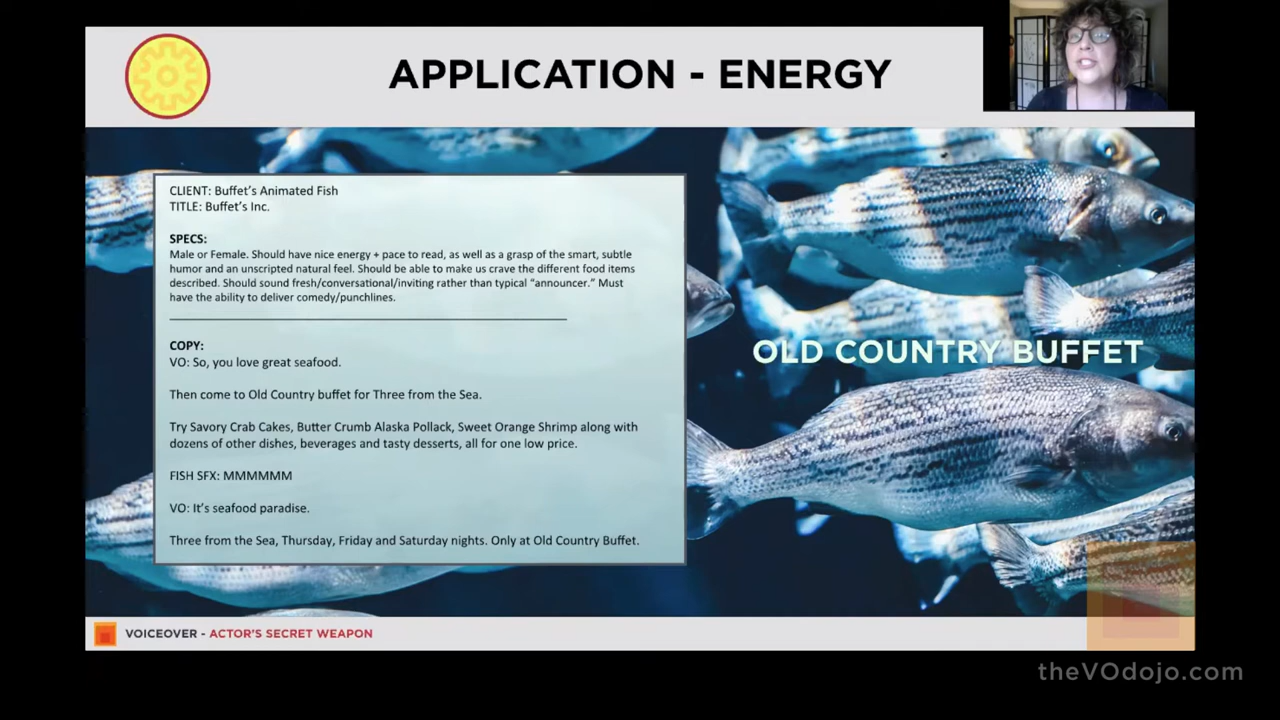 APPLICATION - ENERGY
CLIENT: Buffet's Animated Fish
TITLE: Buffet's Inc.
SPECS:
Male or Female. Should have nice energy + pace to read, as well as a grasp of the smart, subtle
humor and an unscripted natural feel. Should be able to make us crave the different food items
described. Should sound fresh/conversational/inviting rather than typical “announcer.” Must
have the ability to deliver comedy/punchlines.
COPY:
VO: So, you love great seafood.
Then come to Old Country buffet for Three from the Sea.
Try Savory Crab Cakes, Butter Crumb Alaska Pollack, Sweet Orange Shrimp along with
dozens of other dishes, beverages and tasty desserts, all for one low price.
FISH SFX: MMMMMM
VO: It's seafood paradise.
Three from the Sea, Thursday, Friday and Saturday nights. Only at Old Country Buffet.
OLD COUNTRY BUFFET
VOICEOVER - ACTOR'S SECRET WEAPON
theVOdojo.com